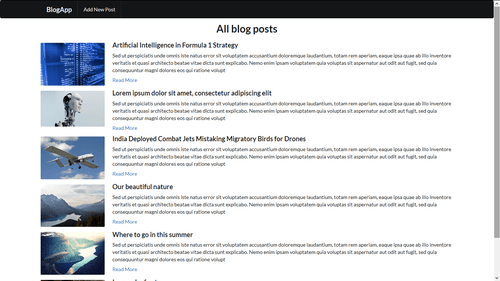 BlogApp
Add New Post
All blog posts
Artificial Intelligence in Formula 1 Strategy
Sed ut perspiciatis unde omnis iste natus error sit voluptatem accusantium doloremque laudantium, totam rem aperiam, eaque ipsa quae ab illo inventore
veritatis et quasi architecto beatae vitae dicta sunt explicabo. Nemo enim ipsam voluptatem quia voluptas sit aspernatur aut odit aut fugit, sed quia
consequuntur magni dolores eos qui ratione volupt
Read More
Lorem ipsum dolor sit amet, consectetur adipiscing elit
Sed ut perspiciatis unde omnis iste natus error sit voluptatem accusantium doloremque laudantium, totam rem aperiam, eaque ipsa quae ab illo inventore
veritatis et quasi architecto beatae vitae dicta sunt explicabo. Nemo enim ipsam voluptatem quia voluptas sit aspernatur aut odit aut fugit, sed quia
consequuntur magni dolores eos qui ratione volupt
Read More
India Deployed Combat Jets Mistaking Migratory Birds for Drones
Sed ut perspiciatis unde omnis iste natus error sit voluptatem accusantium doloremque laudantium, totam rem aperiam, eaque ipsa quae ab illo inventore
veritatis et quasi architecto beatae vitae dicta sunt explicabo. Nemo enim ipsam voluptatem quia voluptas sit aspernatur aut odit aut fugit, sed quia
consequuntur magni dolores eos qui ratione volupt
Read More
Our beautiful nature
Sed ut perspiciatis unde omnis iste natus error sit voluptatem accusantium doloremque laudantium, totam rem aperiam, eaque ipsa quae ab illo inventore
veritatis et quasi architecto beatae vitae dicta sunt explicabo. Nemo enim ipsam voluptatem quia voluptas sit aspernatur aut odit aut fugit, sed quia
consequuntur magni dolores eos qui ratione volupt
Read More
Where to go in this summer
Sed ut perspiciatis unde omnis iste natus error sit voluptatem accusantium doloremque laudantium, totam rem aperiam, eaque ipsa quae ab illo inventore
veritatis et quasi architecto beatae vitae dicta sunt explicabo. Nemo enim ipsam voluptatem quia voluptas sit aspernatur aut odit aut fugit, sed quia
consequuntur magni dolores eos qui ratione volupt
Read More